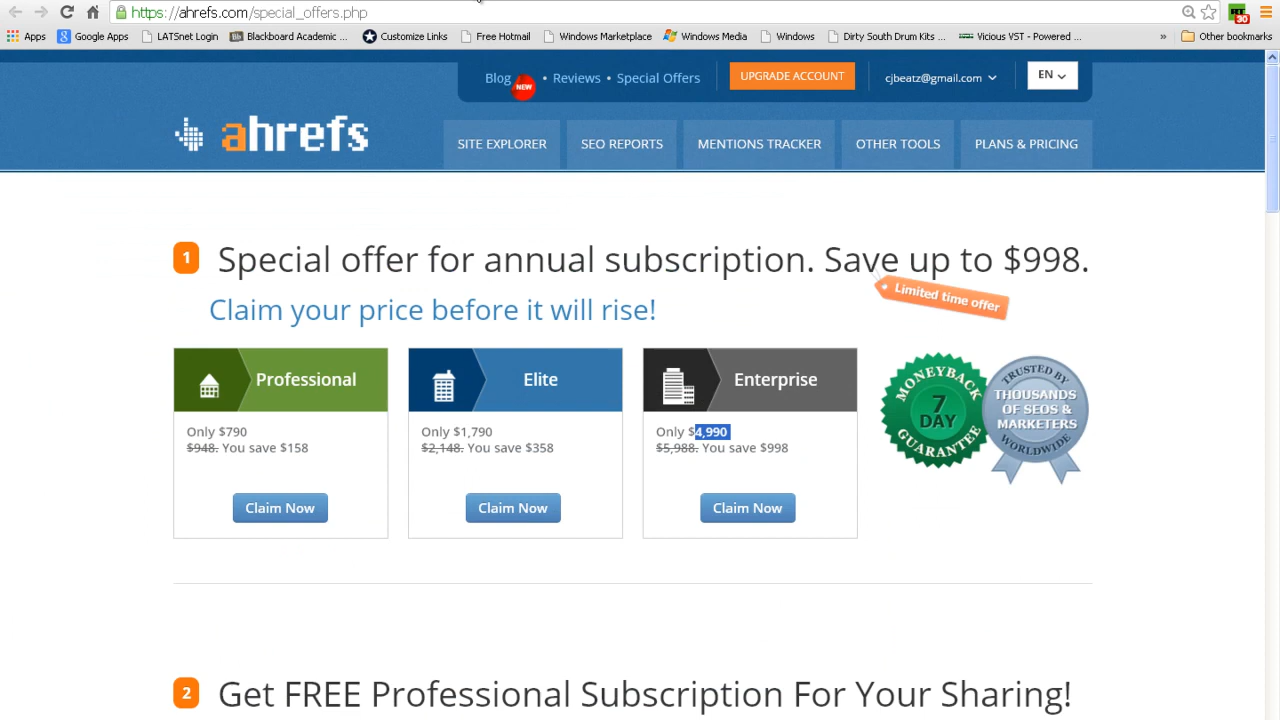 https://ahrefs.com/special_offers.php
Apps Google Apps LATSnet Login Blackboard Academic ... Customize Links Free Hotmail Windows Marketplace Windows Media Windows Dirty South Drum Kits ... Vicious VST - Powered ... » Other bookmarks
30
Blog NEW • Reviews • Special Offers UPGRADE ACCOUNT cjbeatz@gmail.com EN
ahrefs
SITE EXPLORER SEO REPORTS MENTIONS TRACKER OTHER TOOLS PLANS & PRICING
1 Special offer for annual subscription. Save up to $998.
Limited time offer
Claim your price before it will rise!
Professional
Only $790
$948. You save $158
Claim Now
Elite
Only $1,790
$2,148. You save $358
Claim Now
Enterprise
Only $4,990
$5,988. You save $998
Claim Now
MONEYBACK
7
DAY
GUARANTEE
TRUSTED BY
THOUSANDS
OF SEOS &
MARKETERS
WORLDWIDE
2 Get FREE Professional Subscription For Your Sharing!